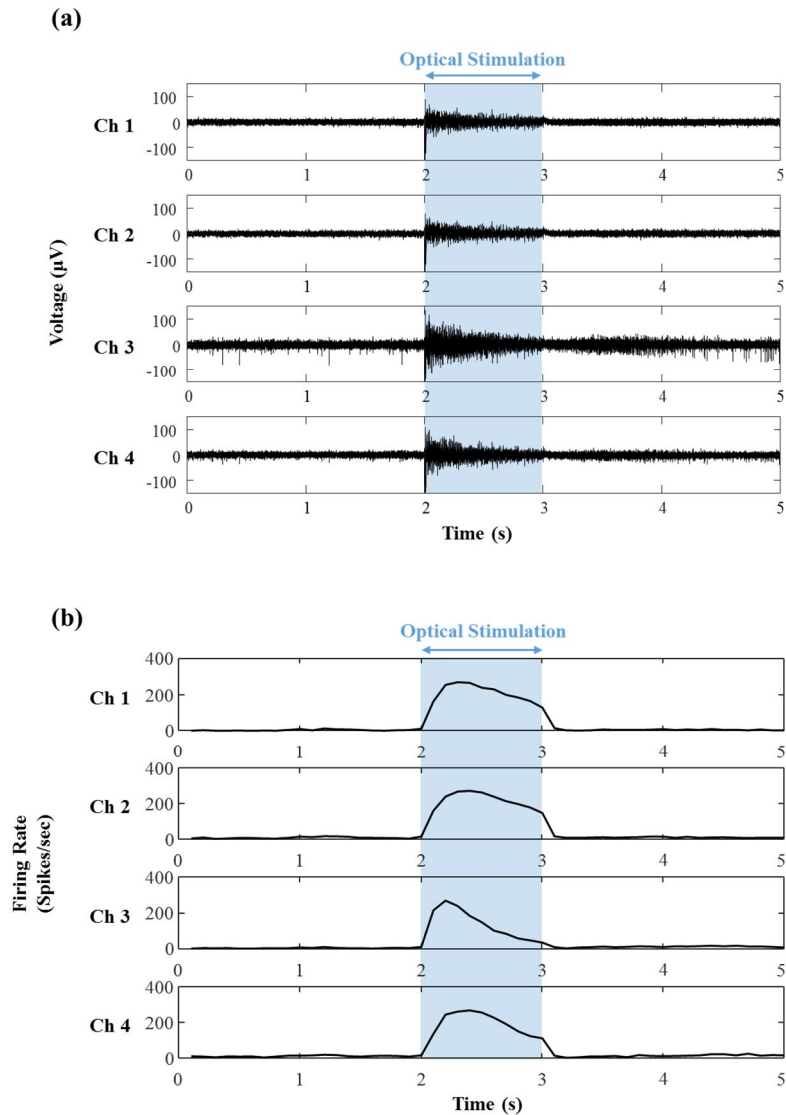 (a)
Optical Stimulation
Ch 1
100
0
-100
0 1 2 3 4 5
Ch 2
100
0
-100
0 1 2 3 4 5
Voltage (µV)
Ch 3
100
0
-100
0 1 2 3 4 5
Ch 4
100
0
-100
0 1 2 3 4 5
Time (s)
(b)
Optical Stimulation
Ch 1
400
200
0
0 1 2 3 4 5
Ch 2
400
200
0
0 1 2 3 4 5
Firing Rate
(Spikes/sec)
Ch 3
400
200
0
0 1 2 3 4 5
Ch 4
400
200
0
0 1 2 3 4 5
Time (s)